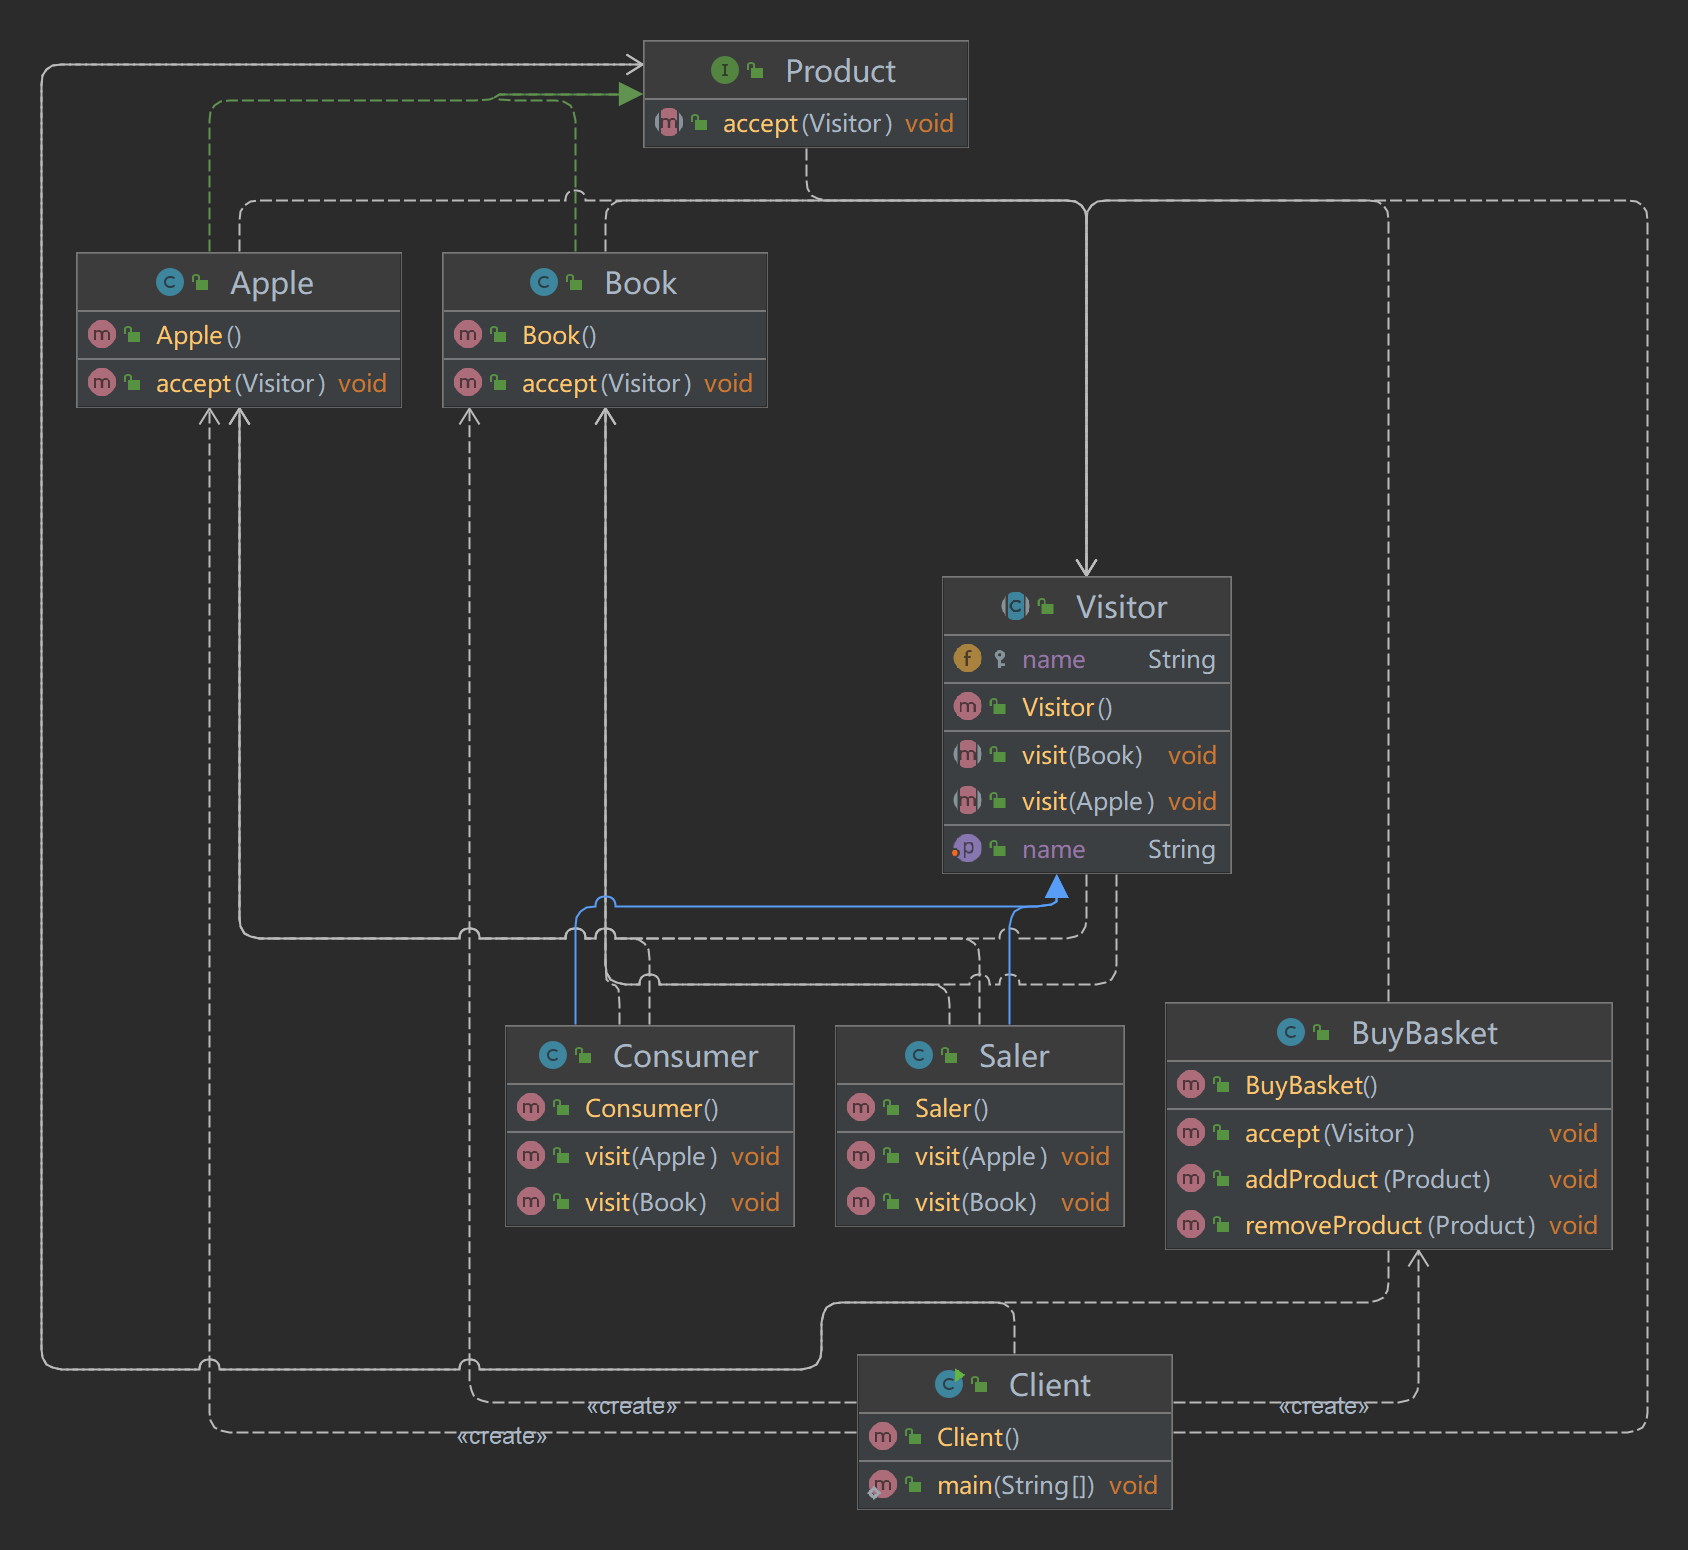 Product
accept(Visitor) void
Apple
Apple()
accept(Visitor) void
Book
Book()
accept(Visitor) void
Visitor
name String
Visitor()
visit(Book) void
visit(Apple) void
name String
Consumer
Consumer()
visit(Apple) void
visit(Book) void
Saler
Saler()
visit(Apple) void
visit(Book) void
BuyBasket
BuyBasket()
accept(Visitor) void
addProduct(Product) void
removeProduct(Product) void
Client
Client()
main(String[]) void
«create»
«create»
«create»